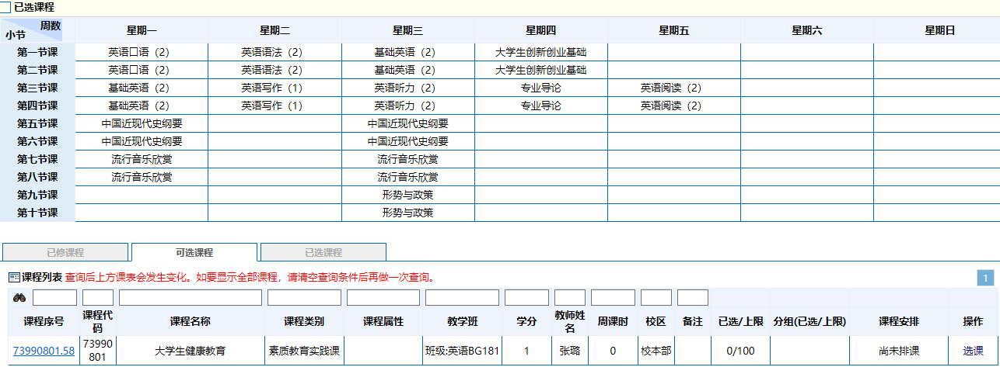 已选课程
周数 小节 星期一 星期二 星期三 星期四 星期五 星期六 星期日
第一节课 英语口语（2） 英语语法（2） 基础英语（2） 大学生创新创业基础
第二节课 英语口语（2） 英语语法（2） 基础英语（2） 大学生创新创业基础
第三节课 基础英语（2） 英语写作（1） 英语听力（2） 专业导论 英语阅读（2）
第四节课 基础英语（2） 英语写作（1） 英语听力（2） 专业导论 英语阅读（2）
第五节课 中国近现代史纲要 中国近现代史纲要
第六节课 中国近现代史纲要 中国近现代史纲要
第七节课 流行音乐欣赏 流行音乐欣赏
第八节课 流行音乐欣赏 流行音乐欣赏
第九节课 形势与政策
第十节课 形势与政策
已修课程 可选课程 已选课程
课程列表 查询后上方课表会发生变化。如要显示全部课程，请清空查询条件后再做一次查询。 1
课程序号 课程代码 课程名称 课程类别 课程属性 教学班 学分 教师姓名 周课时 校区 备注 已选/上限 分组(已选/上限) 课程安排 操作
73990801.58 73990801 大学生健康教育 素质教育实践课 班级:英语BG181 1 张璐 0 校本部 0/100 尚未排课 选课